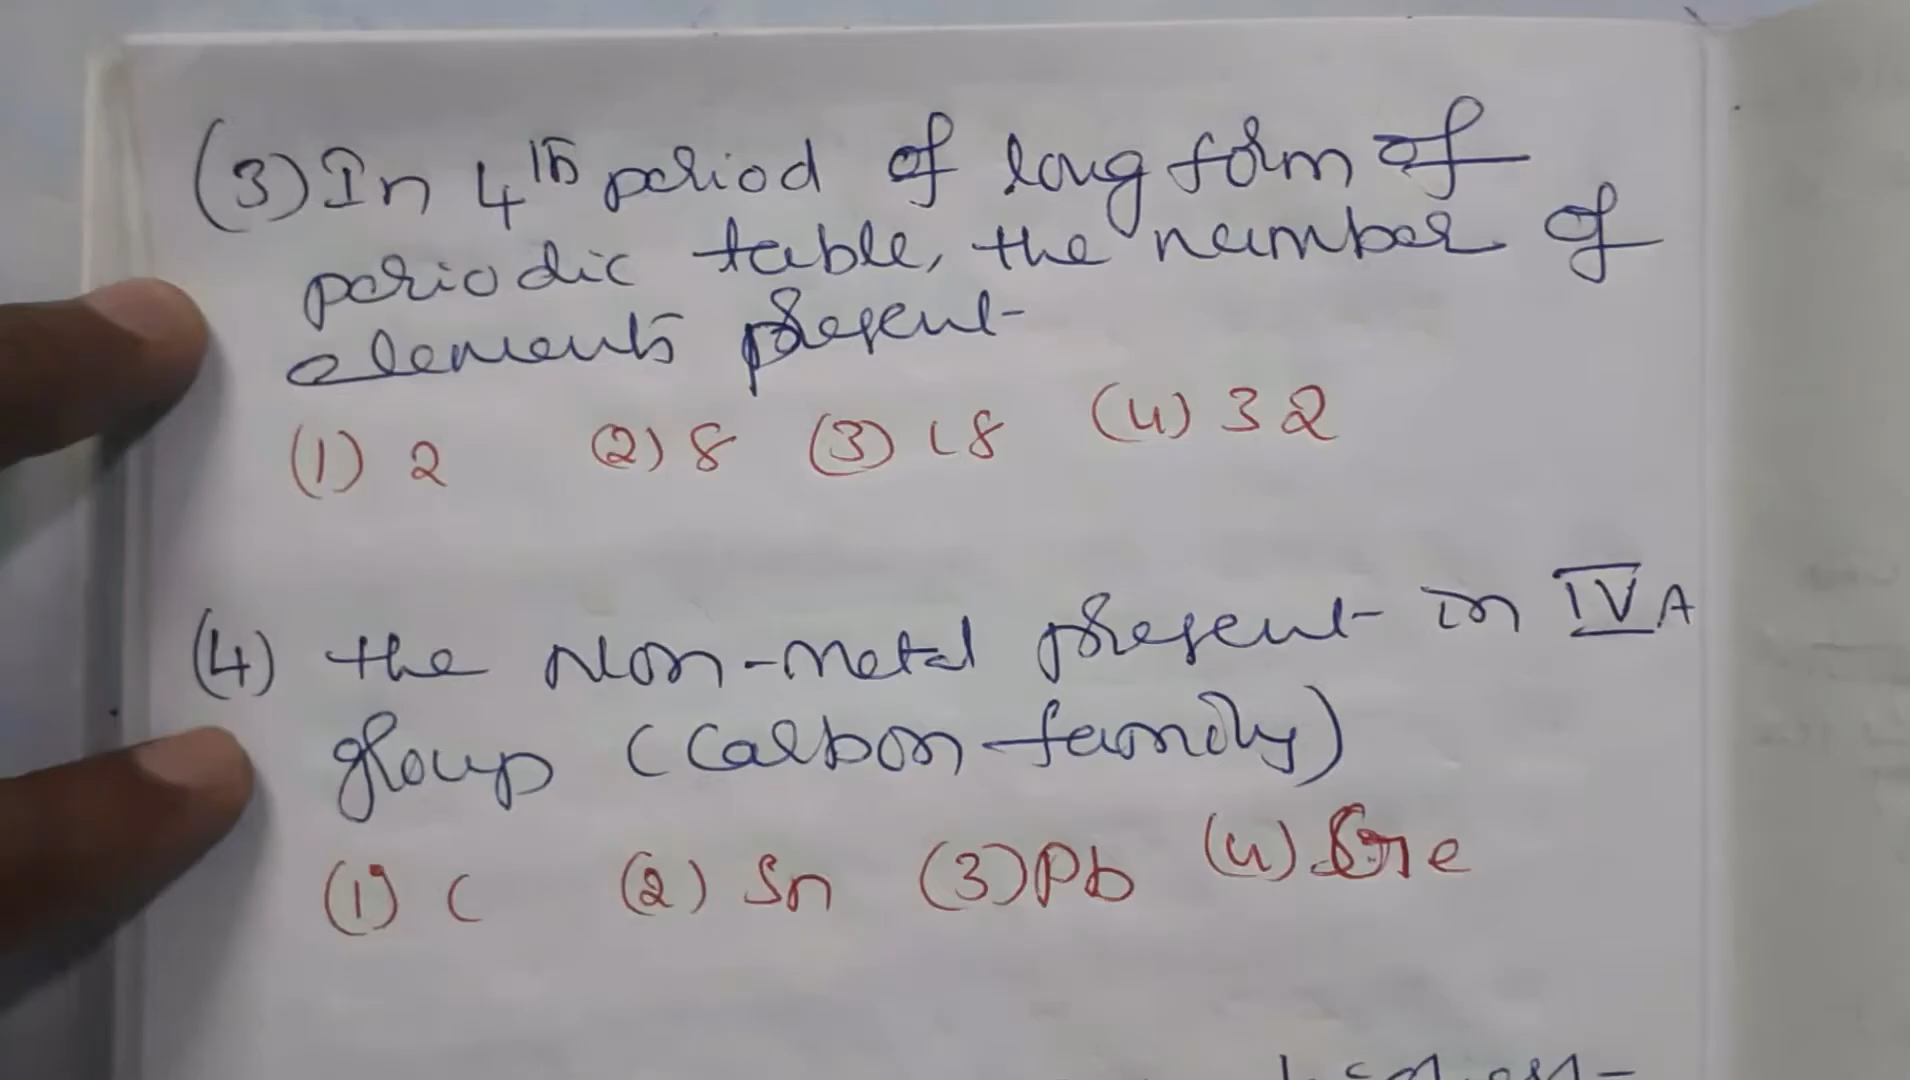 (3) In 4th period of long form of
periodic table, the number of
elements present
(1) 2 (2) 8 (3) 18 (4) 32
(4) the Non-metal present in IVA
group (Carbon family)
(1) C (2) Sn (3) Pb (4) Ge